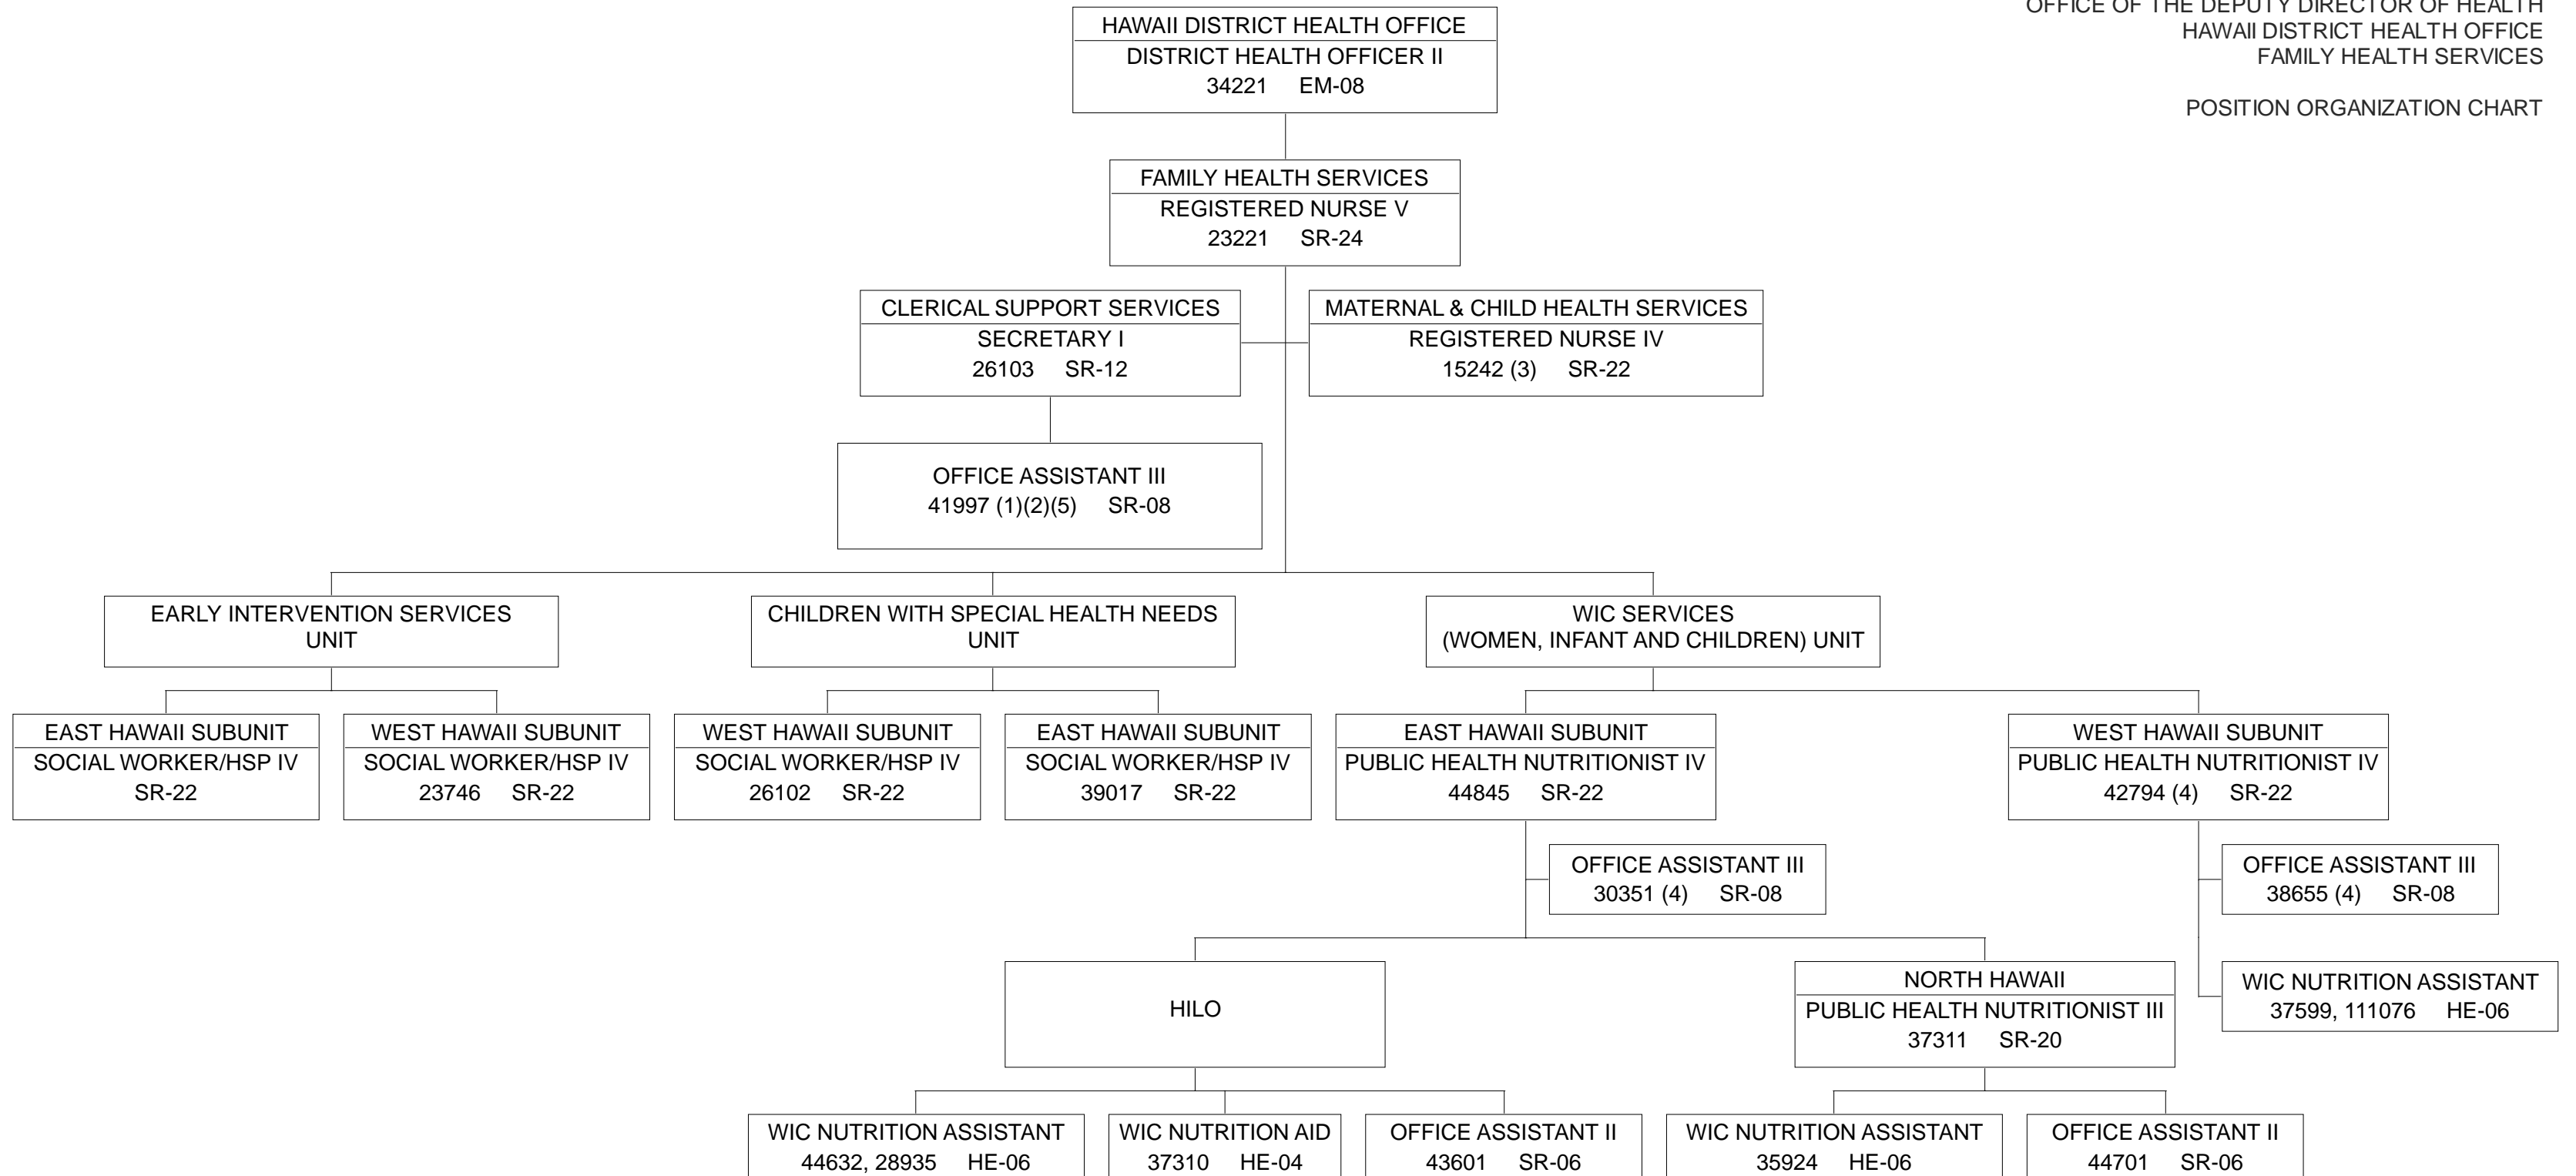 OFFICE OF THE DEPUTY DIRECTOR OF HEALTH
HAWAII DISTRICT HEALTH OFFICE
FAMILY HEALTH SERVICES
POSITION ORGANIZATION CHART
HAWAII DISTRICT HEALTH OFFICE
DISTRICT HEALTH OFFICER II
34221 EM-08
FAMILY HEALTH SERVICES
REGISTERED NURSE V
23221 SR-24
CLERICAL SUPPORT SERVICES
SECRETARY I
26103 SR-12
MATERNAL & CHILD HEALTH SERVICES
REGISTERED NURSE IV
15242 (3) SR-22
OFFICE ASSISTANT III
41997 (1)(2)(5) SR-08
EARLY INTERVENTION SERVICES
UNIT
CHILDREN WITH SPECIAL HEALTH NEEDS
UNIT
WIC SERVICES
(WOMEN, INFANT AND CHILDREN) UNIT
EAST HAWAII SUBUNIT
SOCIAL WORKER/HSP IV
SR-22
WEST HAWAII SUBUNIT
SOCIAL WORKER/HSP IV
23746 SR-22
WEST HAWAII SUBUNIT
SOCIAL WORKER/HSP IV
26102 SR-22
EAST HAWAII SUBUNIT
SOCIAL WORKER/HSP IV
39017 SR-22
EAST HAWAII SUBUNIT
PUBLIC HEALTH NUTRITIONIST IV
44845 SR-22
WEST HAWAII SUBUNIT
PUBLIC HEALTH NUTRITIONIST IV
42794 (4) SR-22
OFFICE ASSISTANT III
30351 (4) SR-08
OFFICE ASSISTANT III
38655 (4) SR-08
HILO
NORTH HAWAII
PUBLIC HEALTH NUTRITIONIST III
37311 SR-20
WIC NUTRITION ASSISTANT
37599, 111076 HE-06
WIC NUTRITION ASSISTANT
44632, 28935 HE-06
WIC NUTRITION AID
37310 HE-04
OFFICE ASSISTANT II
43601 SR-06
WIC NUTRITION ASSISTANT
35924 HE-06
OFFICE ASSISTANT II
44701 SR-06